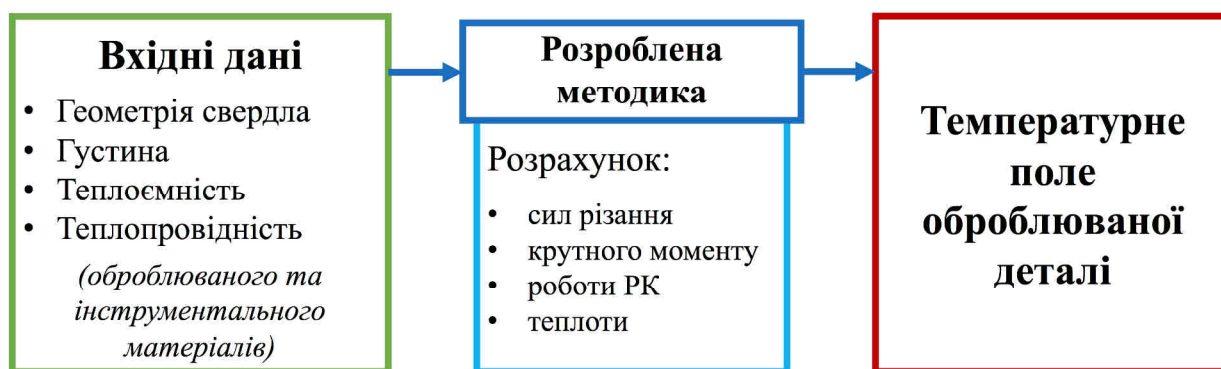 Вхідні дані
• Геометрія свердла
• Густина
• Теплоємність
• Теплопровідність
(оброблюваного та
інструментального
матеріалів)
Розроблена
методика
Розрахунок:
• сил різання
• крутного моменту
• роботи РК
• теплоти
Температурне
поле
оброблюваної
деталі